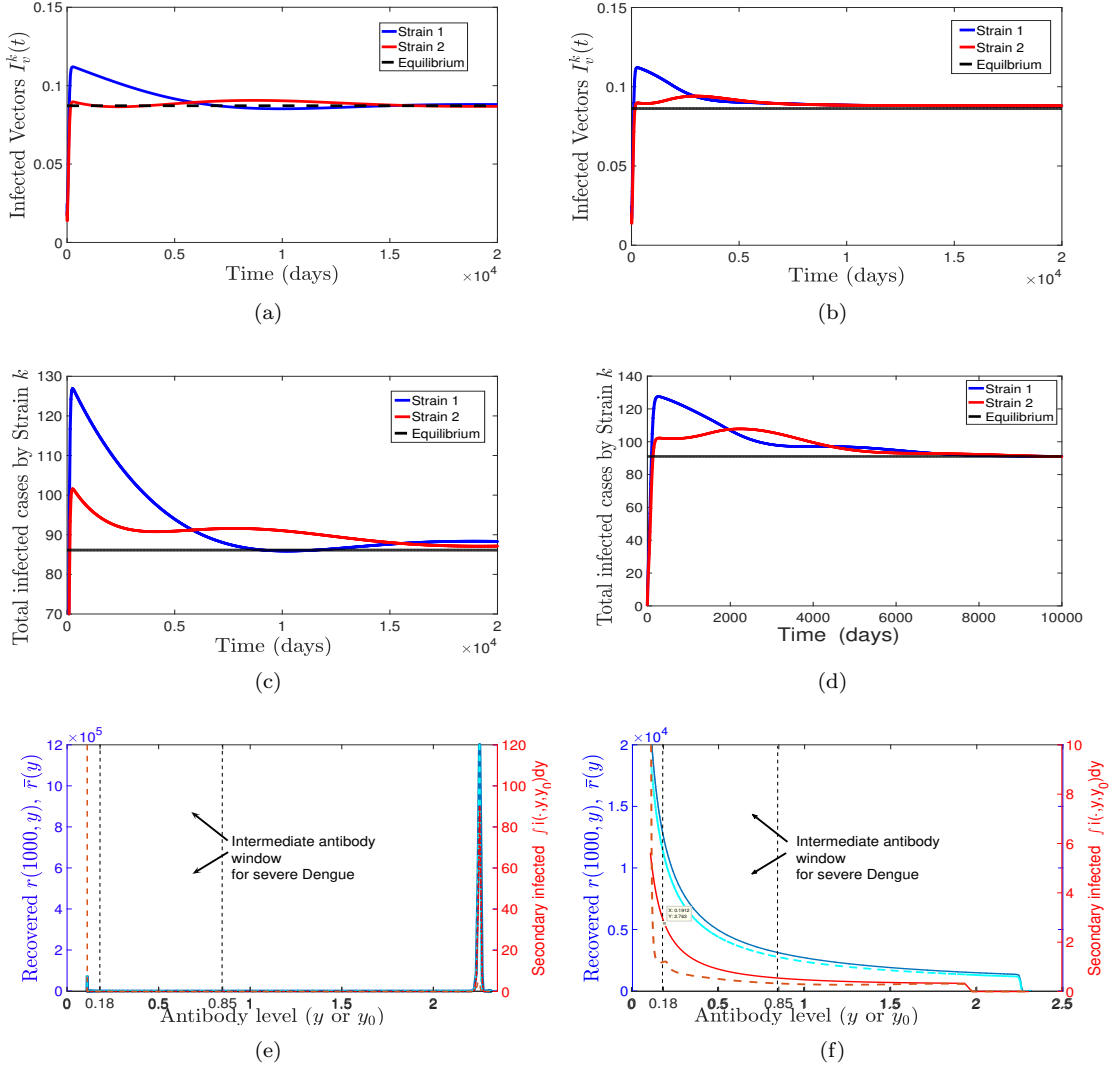 0.15
0.1
0.05
0
Infected Vectors I_v^k(t)
Strain 1
Strain 2
Equilibrium
0 0.5 1 1.5 2
Time (days)
×10^4
(a)
0.15
0.1
0.05
0
Infected Vectors I_v^k(t)
Strain 1
Strain 2
Equilibrium
0 0.5 1 1.5 2
Time (days)
×10^4
(b)
130
120
110
100
90
80
70
Total infected cases by Strain k
Strain 1
Strain 2
Equilibrium
0 0.5 1 1.5 2
Time (days)
×10^4
(c)
140
120
100
80
60
40
20
0
Total infected cases by Strain k
Strain 1
Strain 2
Equilibrium
0 2000 4000 6000 8000 10000
Time (days)
(d)
×10^5
12
10
8
6
4
2
0
Recovered r(1000, y), r̄(y)
Intermediate antibody
window
for severe Dengue
120
100
80
60
40
20
0
Secondary infected ∫ i(·,y,y_0)dy
0 0.18 0.5 0.85 1 1.5 2
Antibody level (y or y_0)
(e)
×10^4
2
1.5
1
0.5
0
Recovered r(1000, y), r̄(y)
Intermediate antibody
window
for severe Dengue
X: 0.1912
Y: 2.763
10
8
6
4
2
0
Secondary infected ∫ i(·,y,y_0)dy
0 0.18 0.5 0.85 1 1.5 2 2.5
Antibody level (y or y_0)
(f)